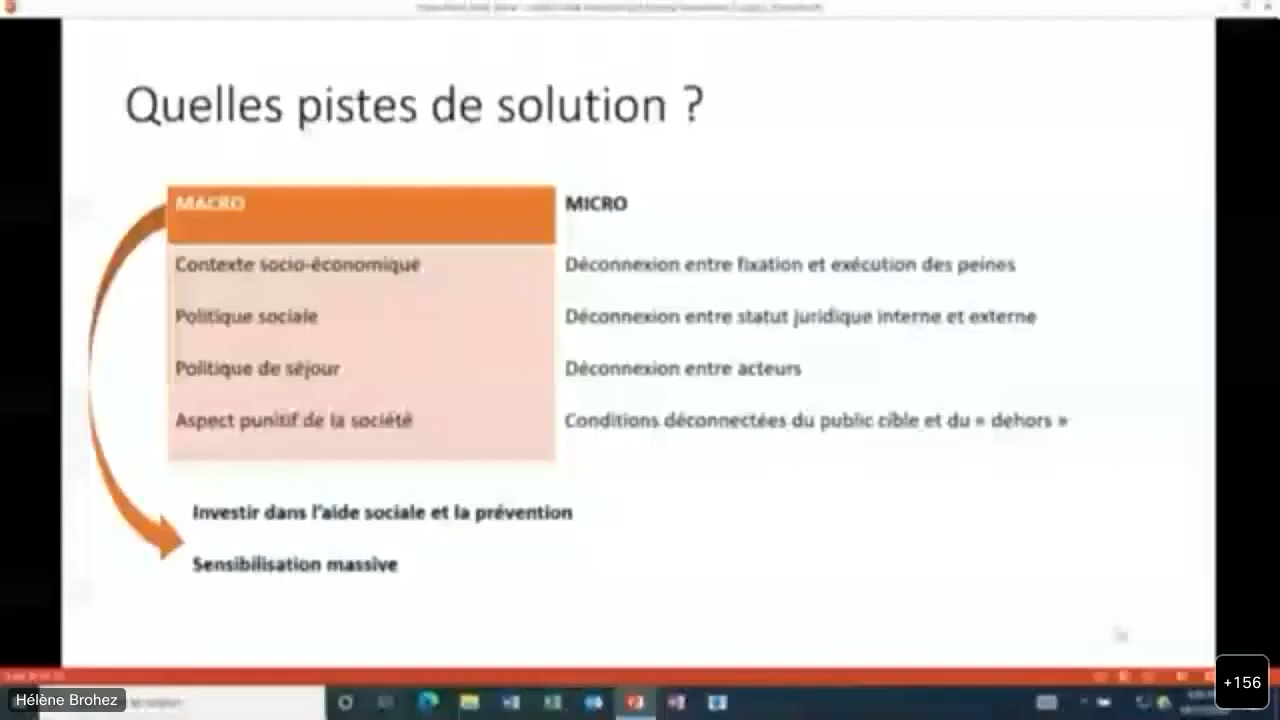 Quelles pistes de solution ?
MACRO
MICRO
Contexte socio-économique
Déconnexion entre fixation et exécution des peines
Politique sociale
Déconnexion entre statut juridique interne et externe
Politique de séjour
Déconnexion entre acteurs
Aspect punitif de la société
Conditions déconnectées du public cible et du « dehors »
Investir dans l'aide sociale et la prévention
Sensibilisation massive
Hélène Brohez
+156